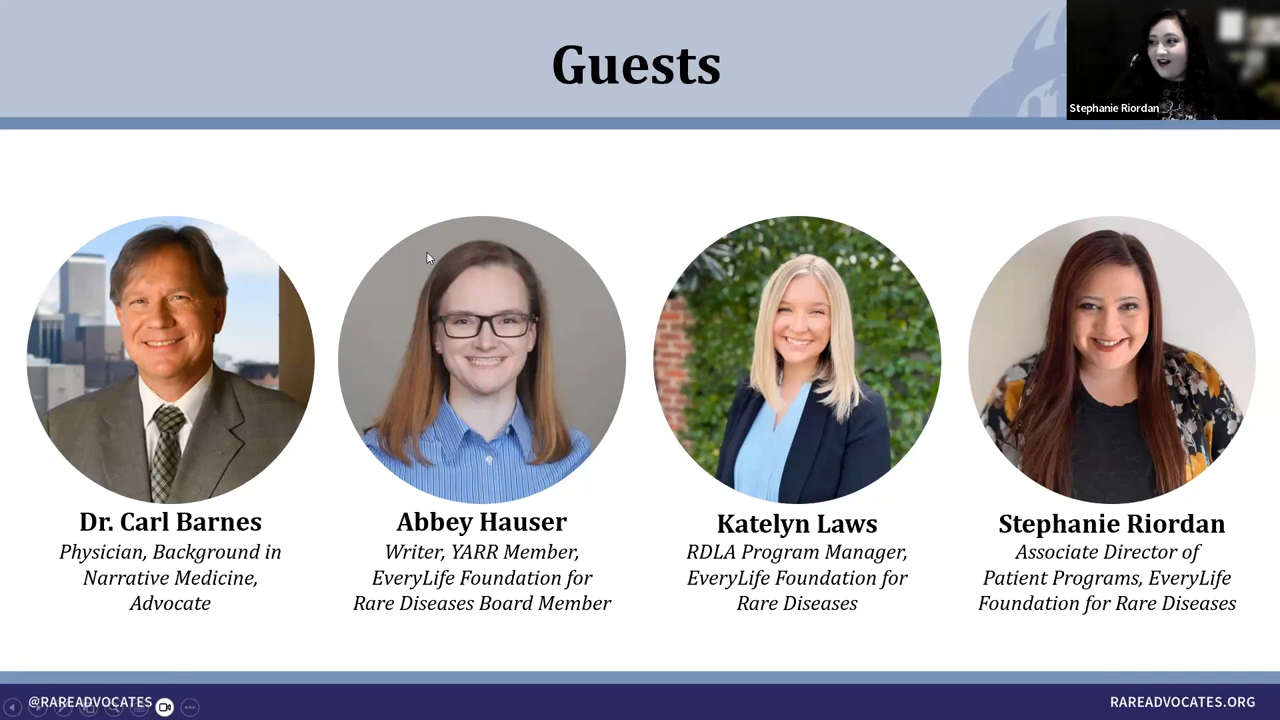 Guests
Stephanie Riordan
Dr. Carl Barnes
Physician, Background in
Narrative Medicine,
Advocate
Abbey Hauser
Writer, YARR Member,
EveryLife Foundation for
Rare Diseases Board Member
Katelyn Laws
RDLA Program Manager,
EveryLife Foundation for
Rare Diseases
Stephanie Riordan
Associate Director of
Patient Programs, EveryLife
Foundation for Rare Diseases
@RAREADVOCATES
RAREADVOCATES.ORG